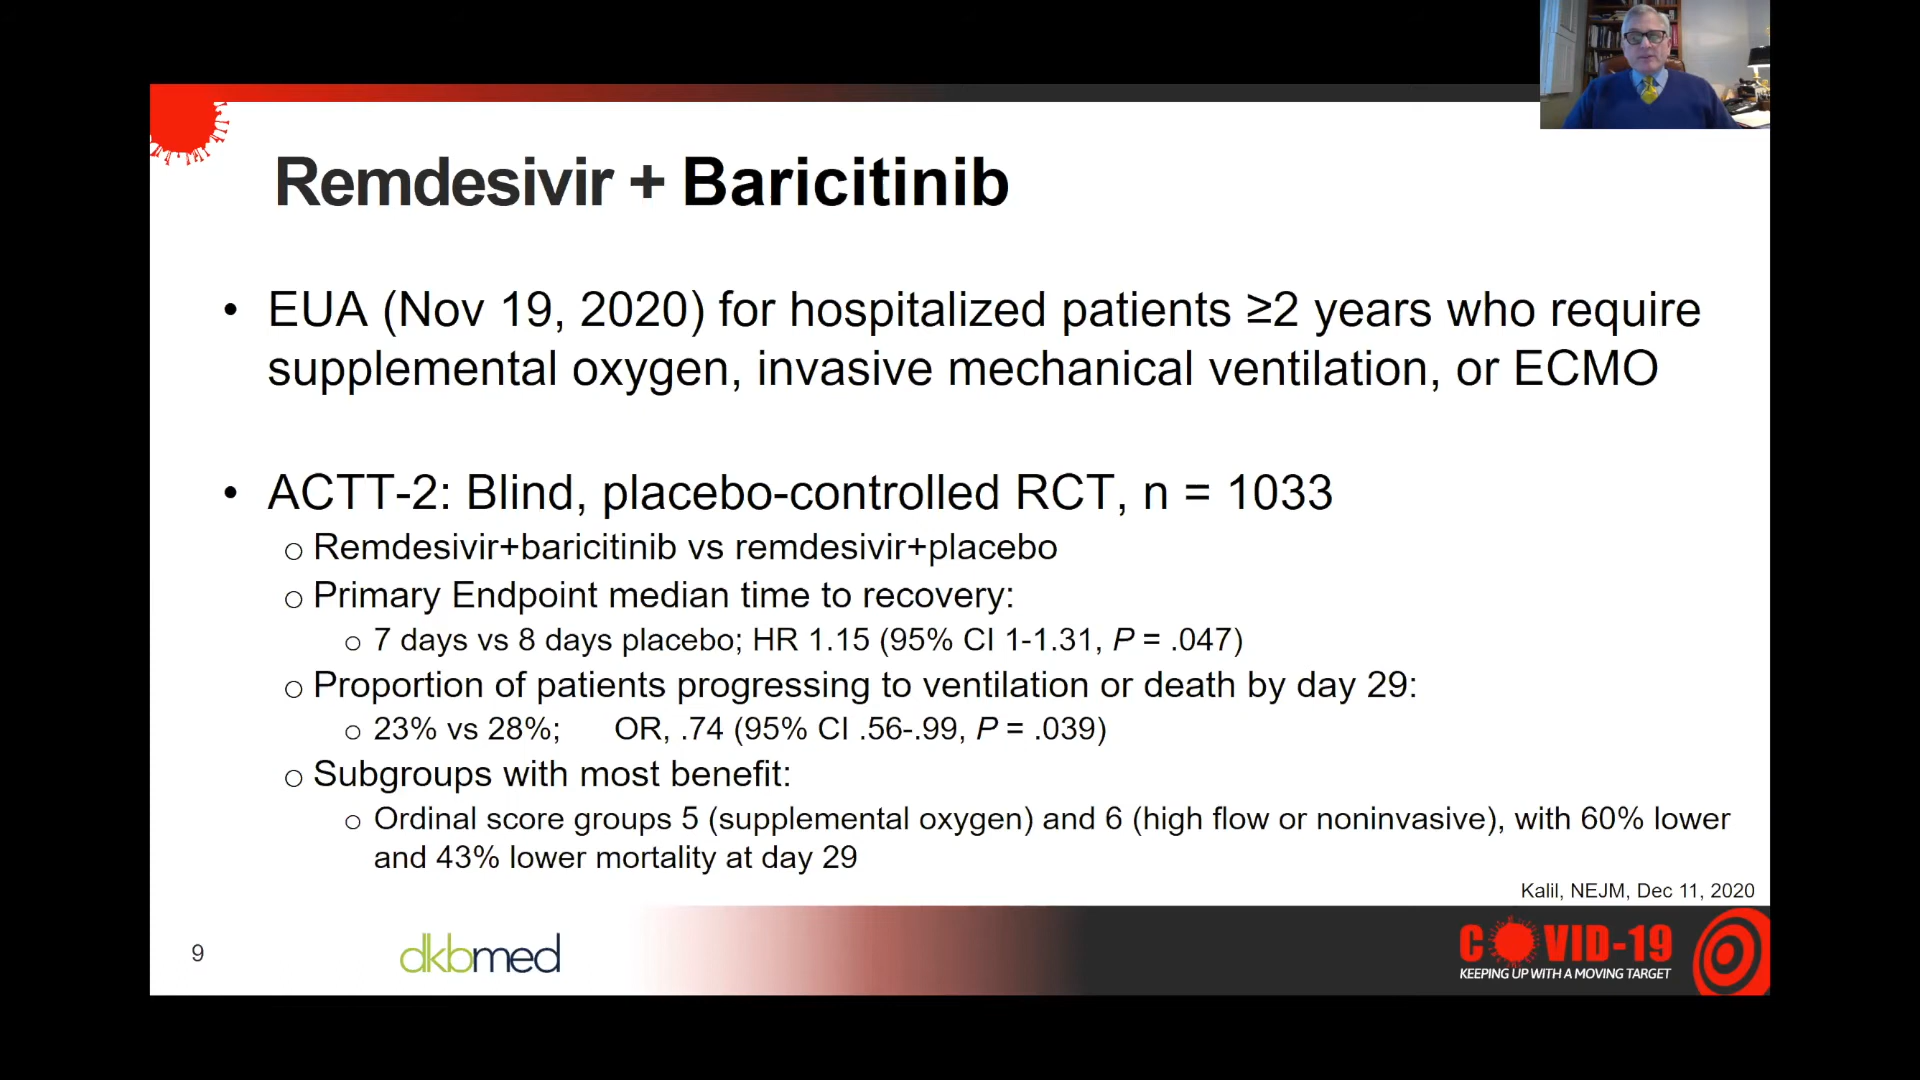 Remdesivir + Baricitinib
• EUA (Nov 19, 2020) for hospitalized patients ≥2 years who require
supplemental oxygen, invasive mechanical ventilation, or ECMO
• ACTT-2: Blind, placebo-controlled RCT, n = 1033
o Remdesivir+baricitinib vs remdesivir+placebo
o Primary Endpoint median time to recovery:
o 7 days vs 8 days placebo; HR 1.15 (95% CI 1-1.31, P = .047)
o Proportion of patients progressing to ventilation or death by day 29:
o 23% vs 28%; OR, .74 (95% CI .56-.99, P = .039)
o Subgroups with most benefit:
o Ordinal score groups 5 (supplemental oxygen) and 6 (high flow or noninvasive), with 60% lower
and 43% lower mortality at day 29
Kalil, NEJM, Dec 11, 2020
9
dkbmed
COVID-19
KEEPING UP WITH A MOVING TARGET